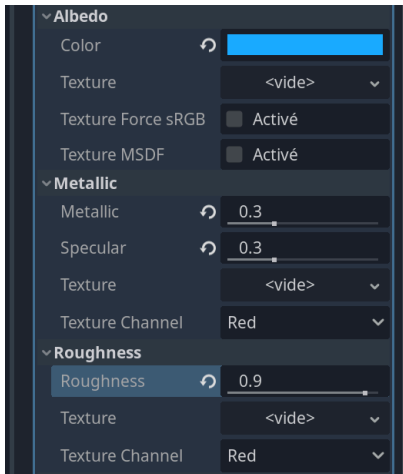 Albedo
Color
Texture <vide>
Texture Force sRGB Activé
Texture MSDF Activé
Metallic
Metallic 0.3
Specular 0.3
Texture <vide>
Texture Channel Red
Roughness
Roughness 0.9
Texture <vide>
Texture Channel Red